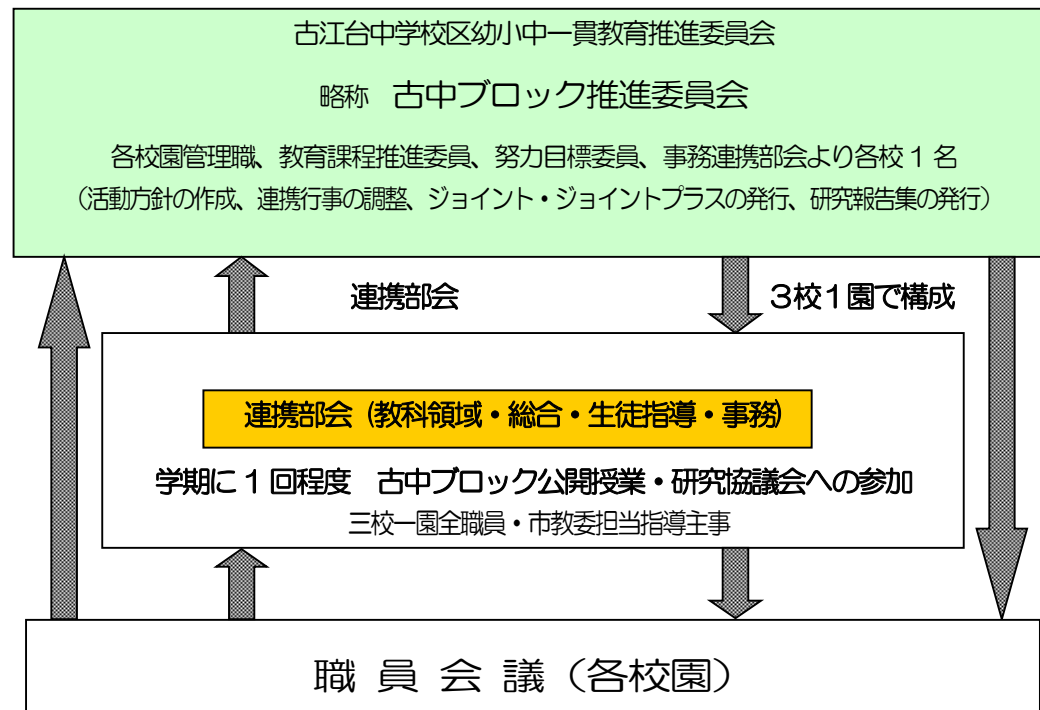 古江台中学校区幼小中一貫教育推進委員会
略称　古中ブロック推進委員会
各校園管理職、教育課程推進委員、努力目標委員、事務連携部会より各校１名
（活動方針の作成、連携行事の調整、ジョイント・ジョイントプラスの発行、研究報告集の発行）
連携部会　３校１園で構成
連携部会（教科領域・総合・生徒指導・事務）
学期に１回程度　古中ブロック公開授業・研究協議会への参加
三校一園全職員・市教委担当指導主事
職 員 会 議（各校園）